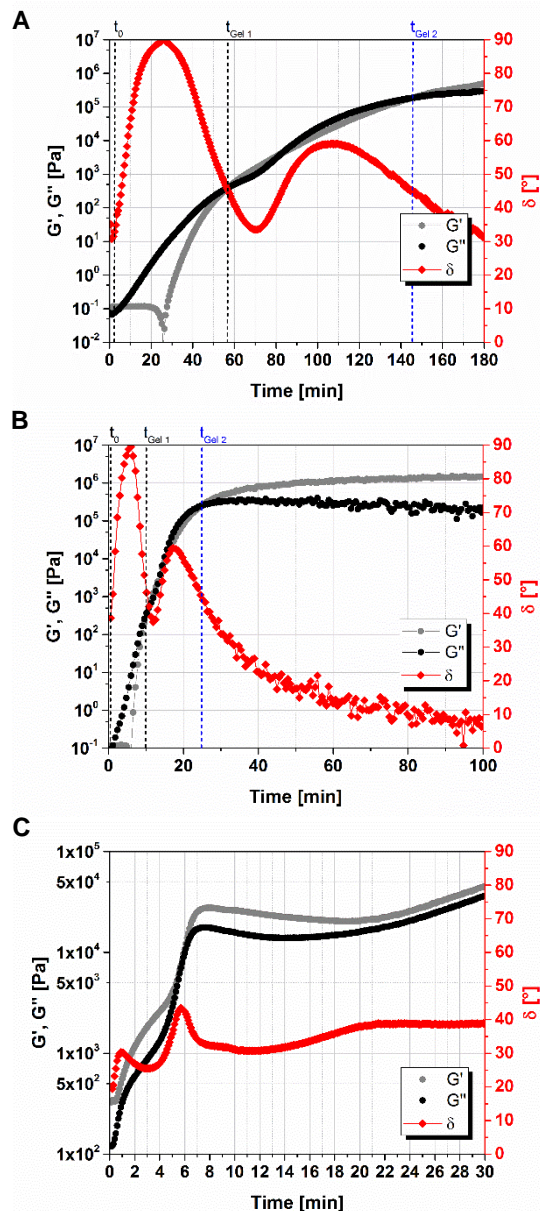 A
t0 tGel 1 tGel 2
10^7 90
10^6 80
10^5 70
10^4 60
10^3 50
10^2 40
10^1 30
10^0 20
10^-1 10
10^-2 0
G', G'' [Pa]
δ [°]
G'
G''
δ
0 20 40 60 80 100 120 140 160 180
Time [min]
B
t0 tGel 1 tGel 2
10^7 90
10^6 80
10^5 70
10^4 60
10^3 50
10^2 40
10^1 30
10^0 20
10^-1 10
0
G', G'' [Pa]
δ [°]
G'
G''
δ
0 20 40 60 80 100
Time [min]
C
1x10^5 90
5x10^4 80
70
1x10^4 60
5x10^3 50
40
1x10^3 30
5x10^2 20
10
1x10^2 0
G', G'' [Pa]
δ [°]
G'
G''
δ
0 2 4 6 8 10 12 14 16 18 20 22 24 26 28 30
Time [min]